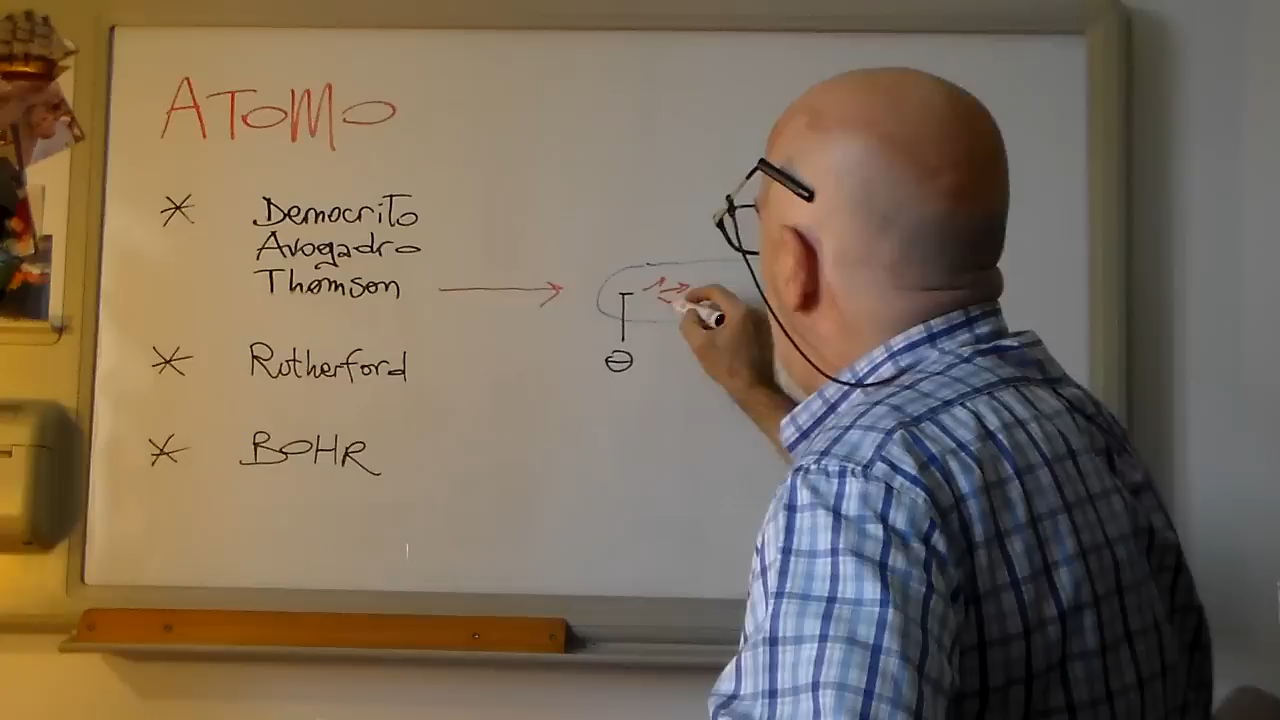 ATOMO
* Democrito
Avogadro
Thomson
* Rutherford
* BOHR